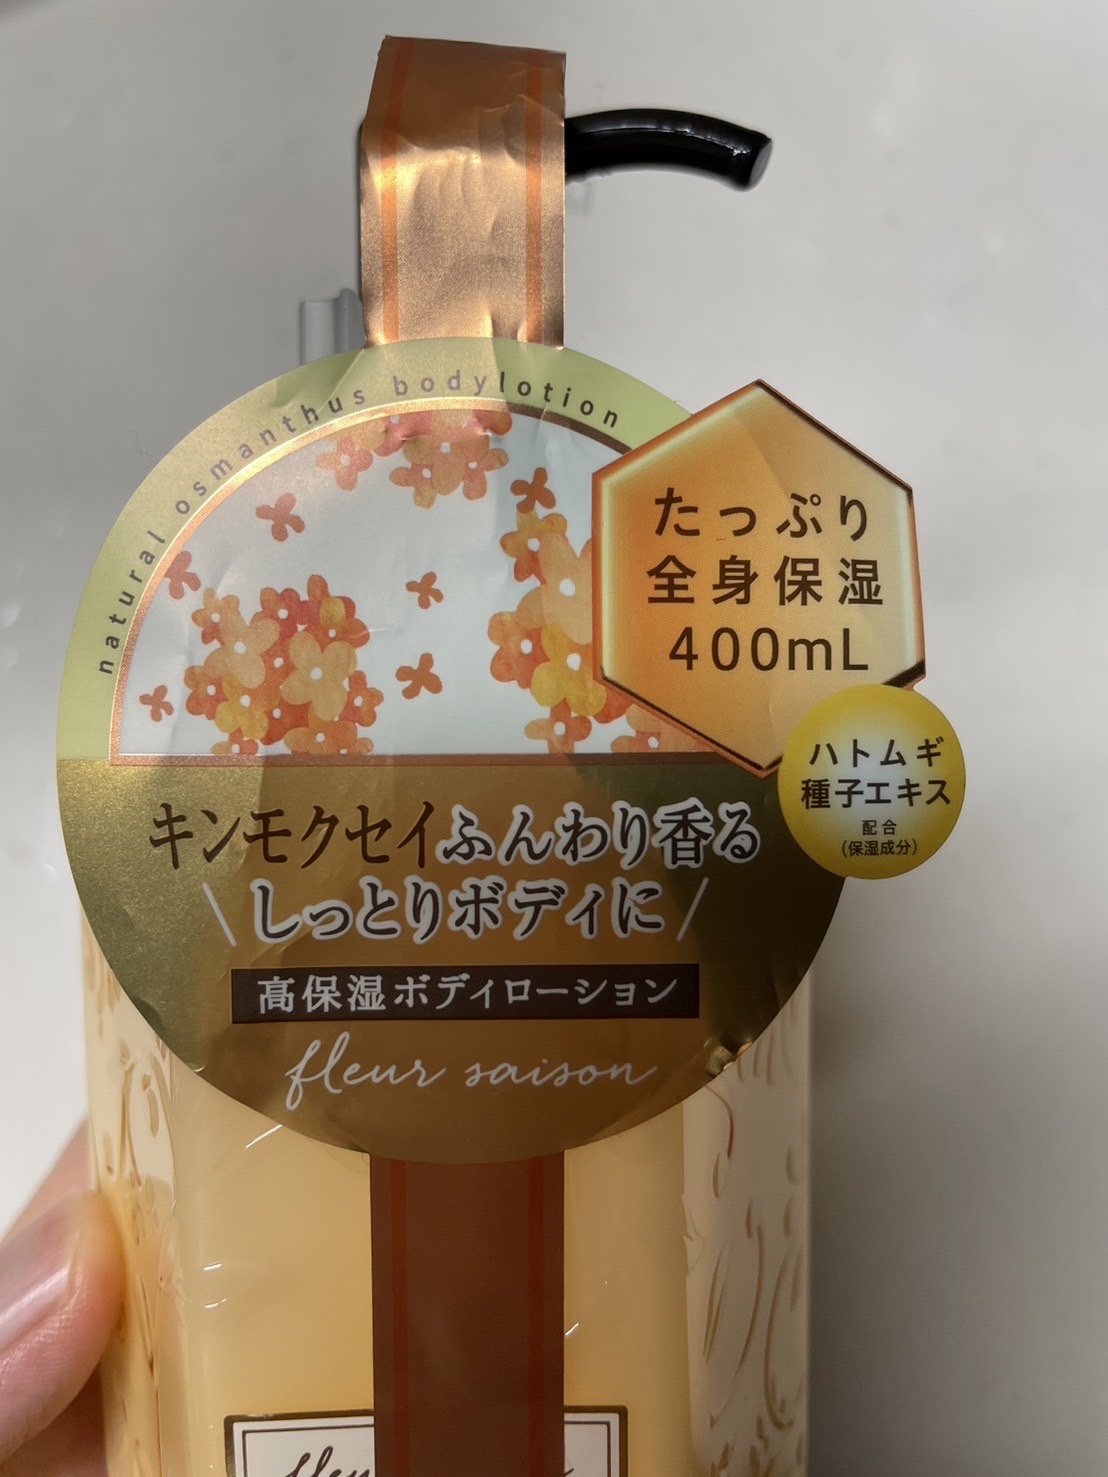 natural osmanthus bodylotion
たっぷり
全身保湿
400mL
ハトムギ
種子エキス
配合
(保湿成分)
キンモクセイふんわり香る
\ しっとりボディに /
高保湿ボディローション
fleur saison